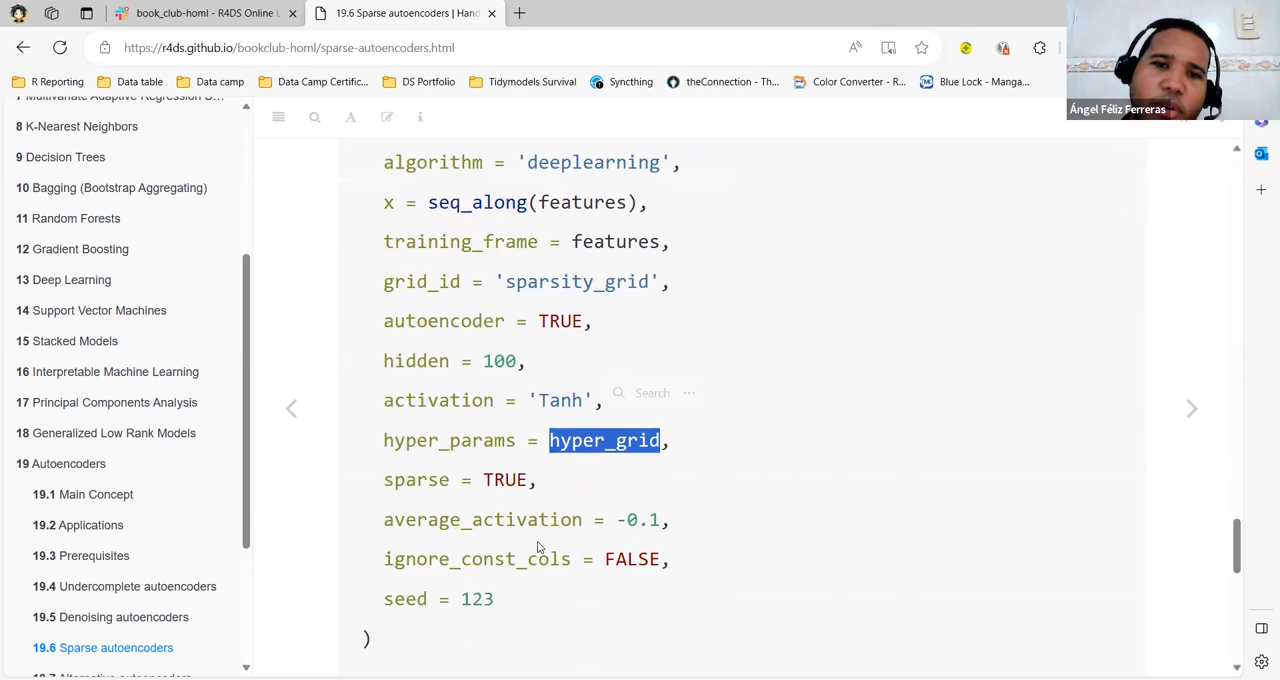 book_club-homl - R4DS Online L
19.6 Sparse autoencoders | Hand
https://r4ds.github.io/bookclub-homl/sparse-autoencoders.html
R Reporting
Data table
Data camp
Data Camp Certific...
DS Portfolio
Tidymodels Survival
Syncthing
theConnection - Th...
Color Converter - R...
Blue Lock - Manga...
Ángel Féliz Ferreras
7 Multivariate Adaptive Regression S...
8 K-Nearest Neighbors
9 Decision Trees
10 Bagging (Bootstrap Aggregating)
11 Random Forests
12 Gradient Boosting
13 Deep Learning
14 Support Vector Machines
15 Stacked Models
16 Interpretable Machine Learning
17 Principal Components Analysis
18 Generalized Low Rank Models
19 Autoencoders
19.1 Main Concept
19.2 Applications
19.3 Prerequisites
19.4 Undercomplete autoencoders
19.5 Denoising autoencoders
19.6 Sparse autoencoders
19.7 Alternative autoencoders
algorithm = 'deeplearning',
x = seq_along(features),
training_frame = features,
grid_id = 'sparsity_grid',
autoencoder = TRUE,
hidden = 100,
Search ···
activation = 'Tanh',
hyper_params = hyper_grid,
sparse = TRUE,
average_activation = -0.1,
ignore_const_cols = FALSE,
seed = 123
)